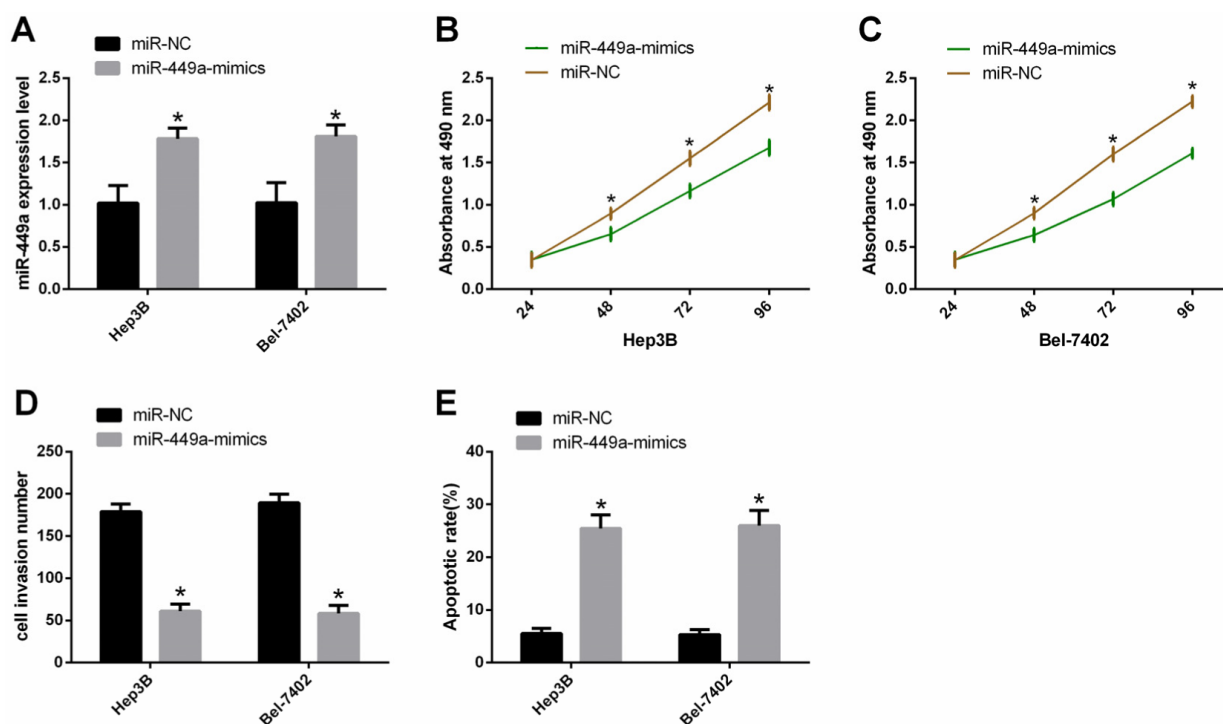 A
miR-NC
miR-449a-mimics
miR-449a expression level
2.5
2.0
1.5
1.0
0.5
0.0
*
*
Hep3B
Bel-7402
B
miR-449a-mimics
miR-NC
Absorbance at 490 nm
2.5
2.0
1.5
1.0
0.5
0.0
*
*
*
24
48
72
96
Hep3B
C
miR-449a-mimics
miR-NC
Absorbance at 490 nm
2.5
2.0
1.5
1.0
0.5
0.0
*
*
*
24
48
72
96
Bel-7402
D
miR-NC
miR-449a-mimics
cell invasion number
250
200
150
100
50
0
*
*
Hep3B
Bel-7402
E
miR-NC
miR-449a-mimics
Apoptotic rate(%)
40
30
20
10
0
*
*
Hep3B
Bel-7402